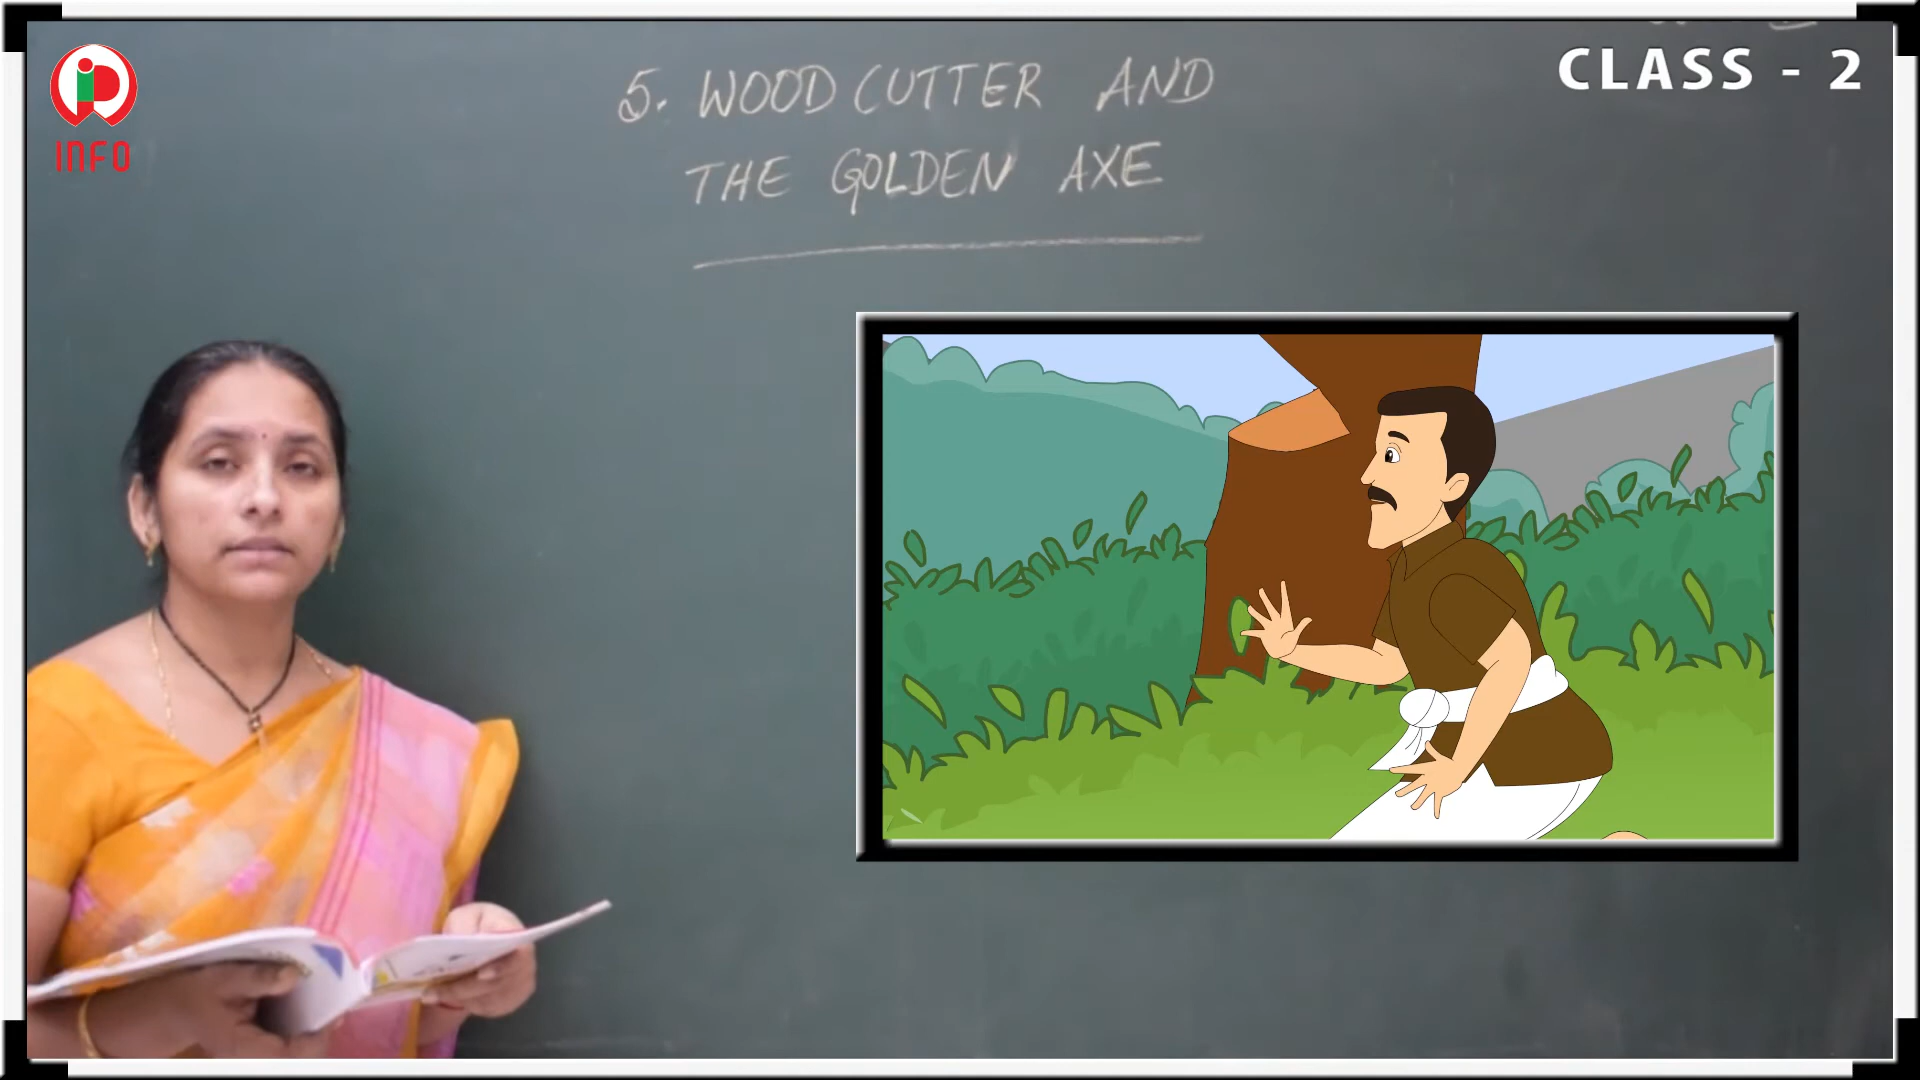 INFO
CLASS - 2
5. WOOD CUTTER AND
THE GOLDEN AXE